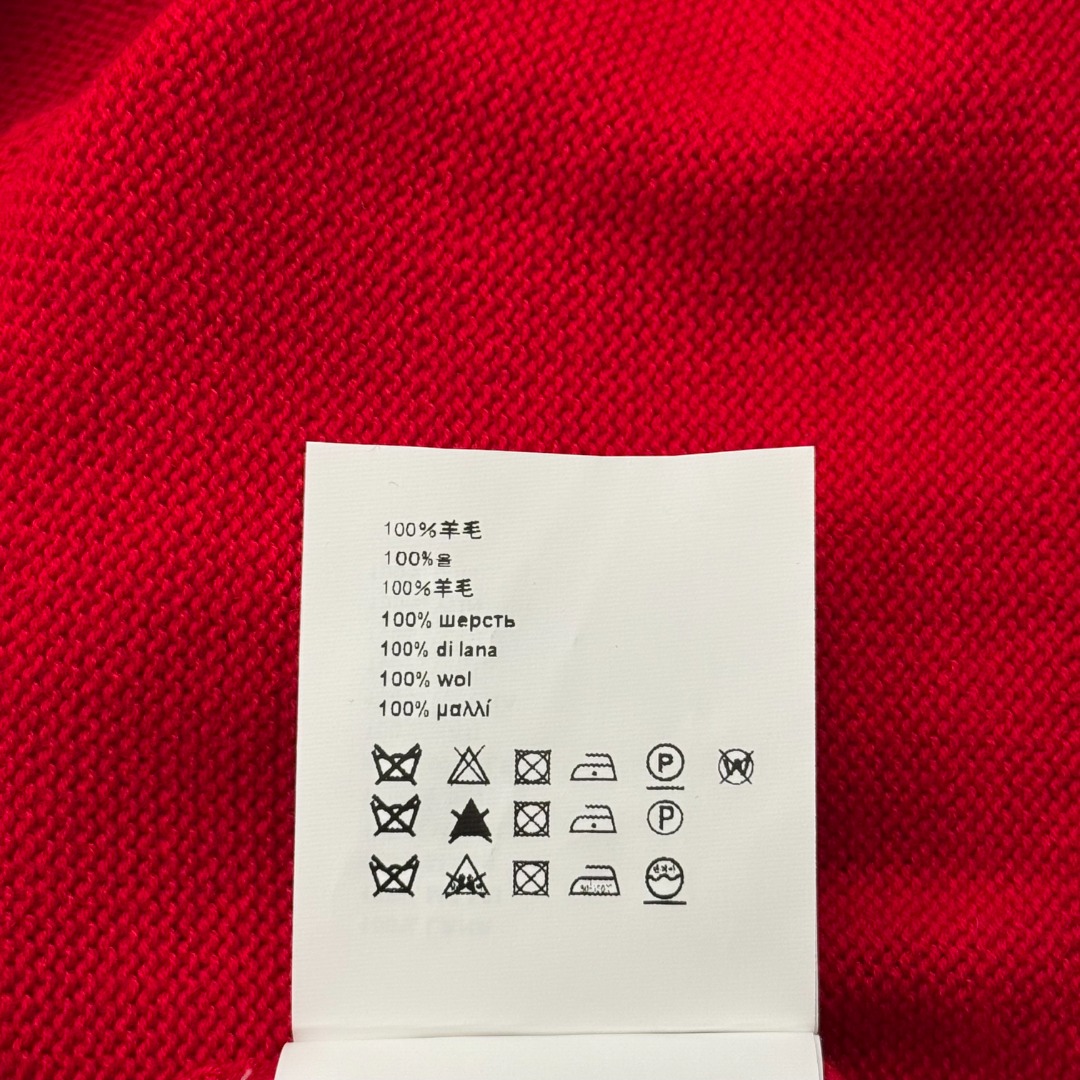 100%羊毛
100%울
100%羊毛
100% шерсть
100% di lana
100% wol
100% μαλλί
P W
P